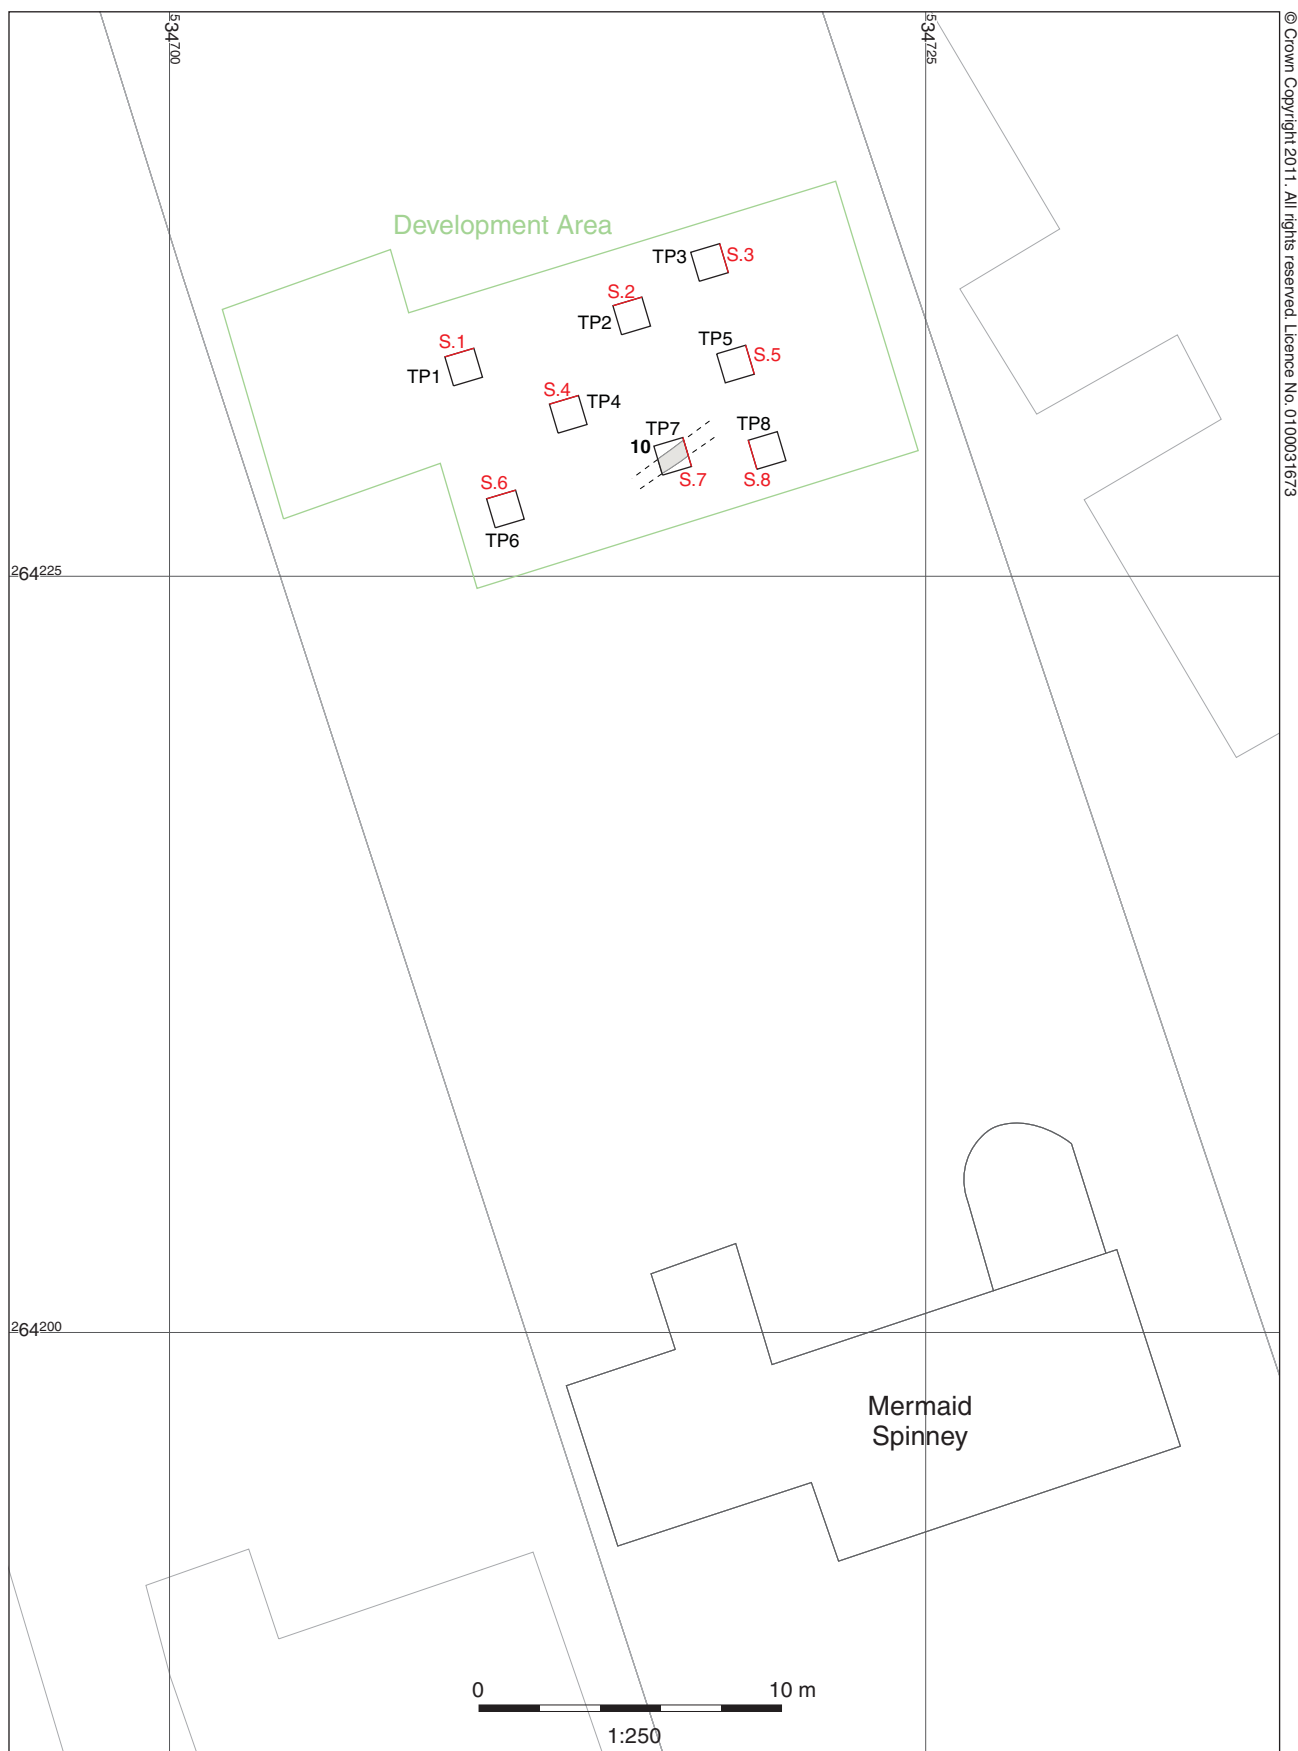 534700
534725
© Crown Copyright 2011. All rights reserved. Licence No. 0100031673
Development Area
TP3
S.3
S.2
TP2
TP5
S.5
S.1
TP1
S.4
TP4
TP7
TP8
10
S.7
S.8
S.6
TP6
264225
264200
Mermaid
Spinney
0
10 m
1:250